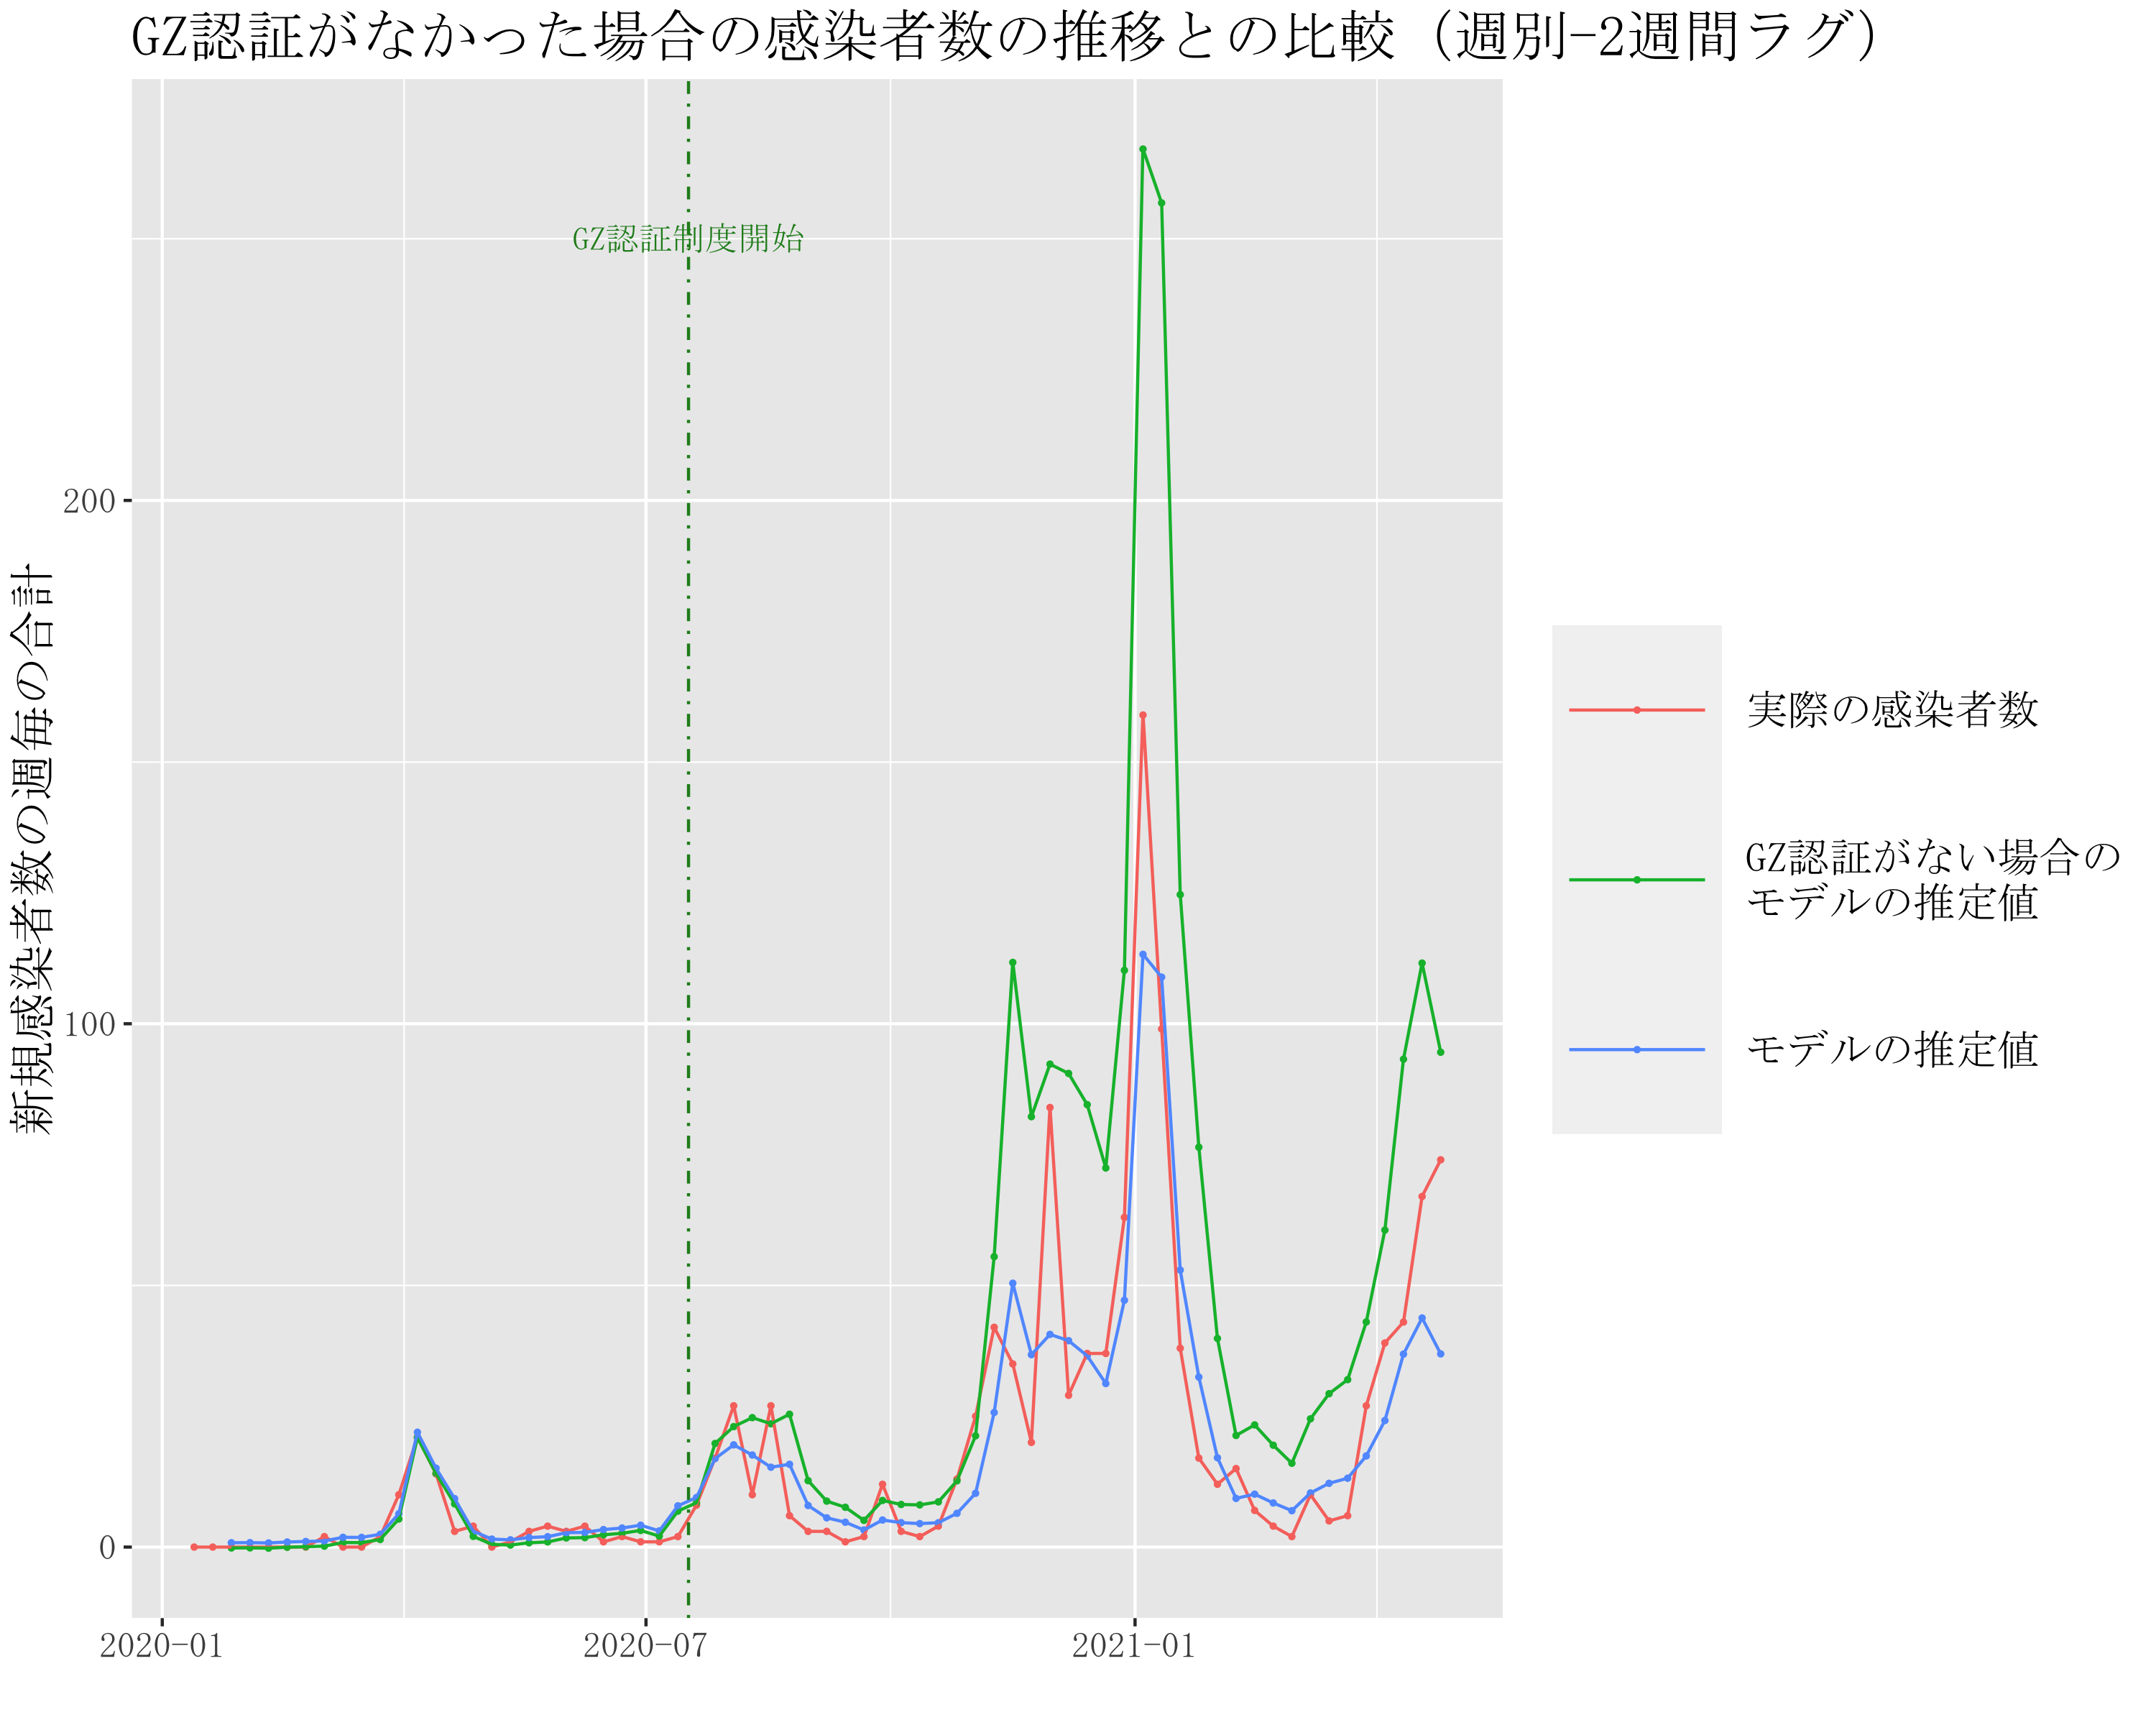 GZ認証がなかった場合の感染者数の推移との比較（週別-2週間ラグ）
新規感染者数の週毎の合計
200
100
0
GZ認証制度開始
2020-01
2020-07
2021-01
実際の感染者数
GZ認証がない場合の
モデルの推定値
モデルの推定値